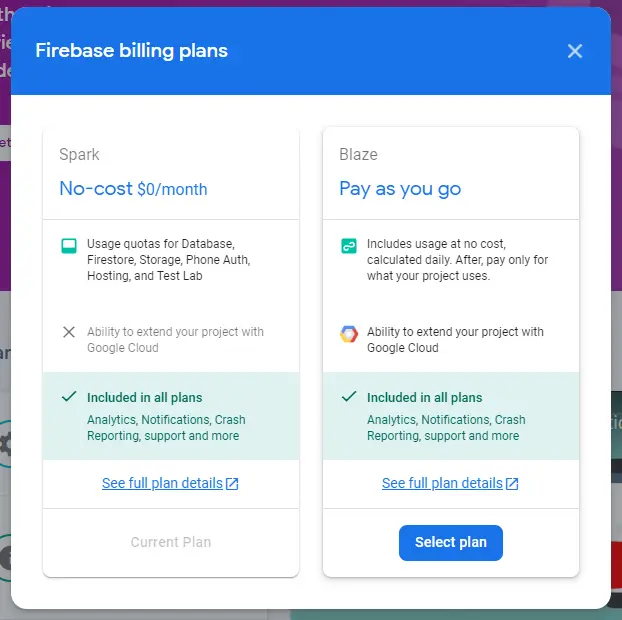 Firebase billing plans
Spark
No-cost $0/month
Usage quotas for Database,
Firestore, Storage, Phone Auth,
Hosting, and Test Lab
Ability to extend your project with
Google Cloud
Included in all plans
Analytics, Notifications, Crash
Reporting, support and more
See full plan details
Current Plan
Blaze
Pay as you go
Includes usage at no cost,
calculated daily. After, pay only for
what your project uses.
Ability to extend your project with
Google Cloud
Included in all plans
Analytics, Notifications, Crash
Reporting, support and more
See full plan details
Select plan